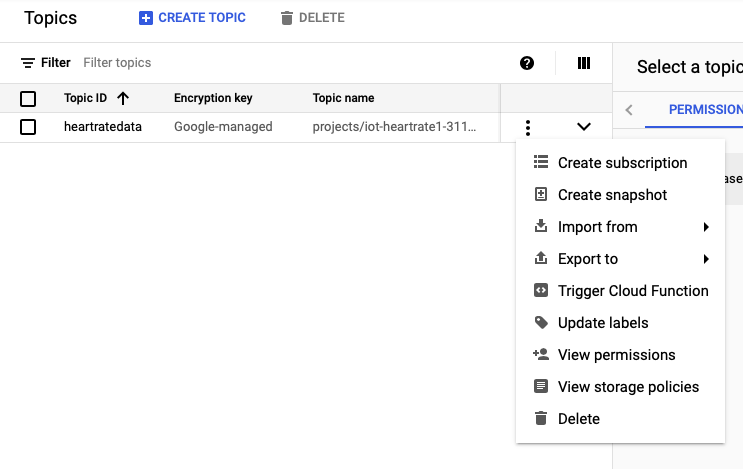 Topics
CREATE TOPIC
DELETE
Filter Filter topics
Select a topic
Topic ID Encryption key Topic name
PERMISSION
heartratedata Google-managed projects/iot-heartrate1-311...
Create subscription
Create snapshot
Import from
Export to
Trigger Cloud Function
Update labels
View permissions
View storage policies
Delete